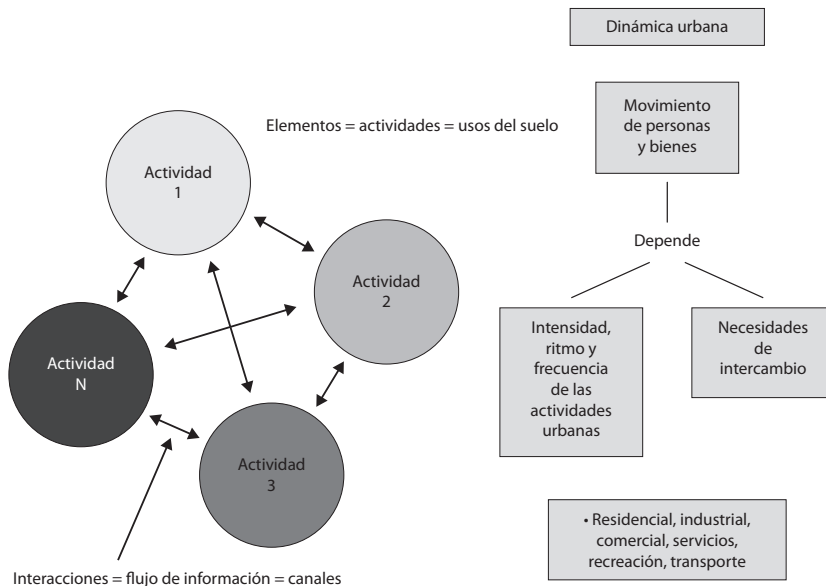 Dinámica urbana
Elementos = actividades = usos del suelo
Movimiento
de personas
y bienes
Actividad
1
Actividad
2
Actividad
N
Actividad
3
Depende
Intensidad,
ritmo y
frecuencia
de las
actividades
urbanas
Necesidades
de
intercambio
• Residencial, industrial,
comercial, servicios,
recreación, transporte
Interacciones = flujo de información = canales